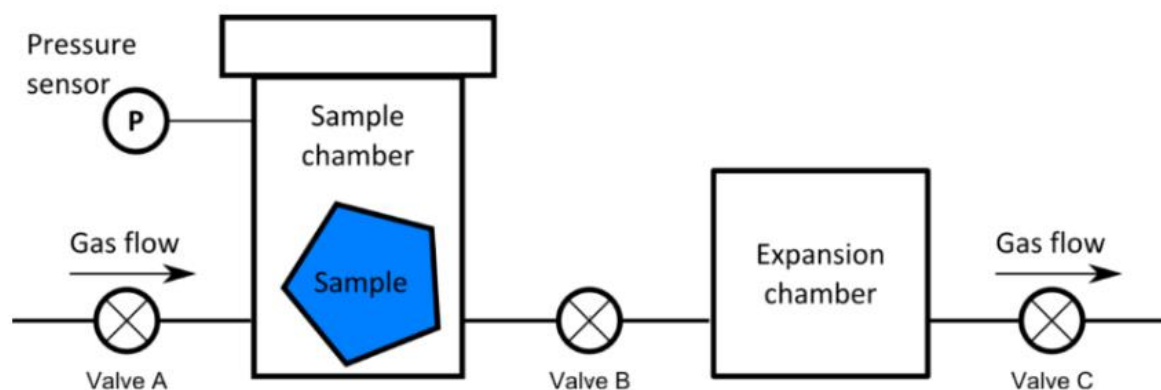 Pressure
sensor
P
Sample
chamber
Gas flow
Sample
Expansion
chamber
Gas flow
Valve A
Valve B
Valve C